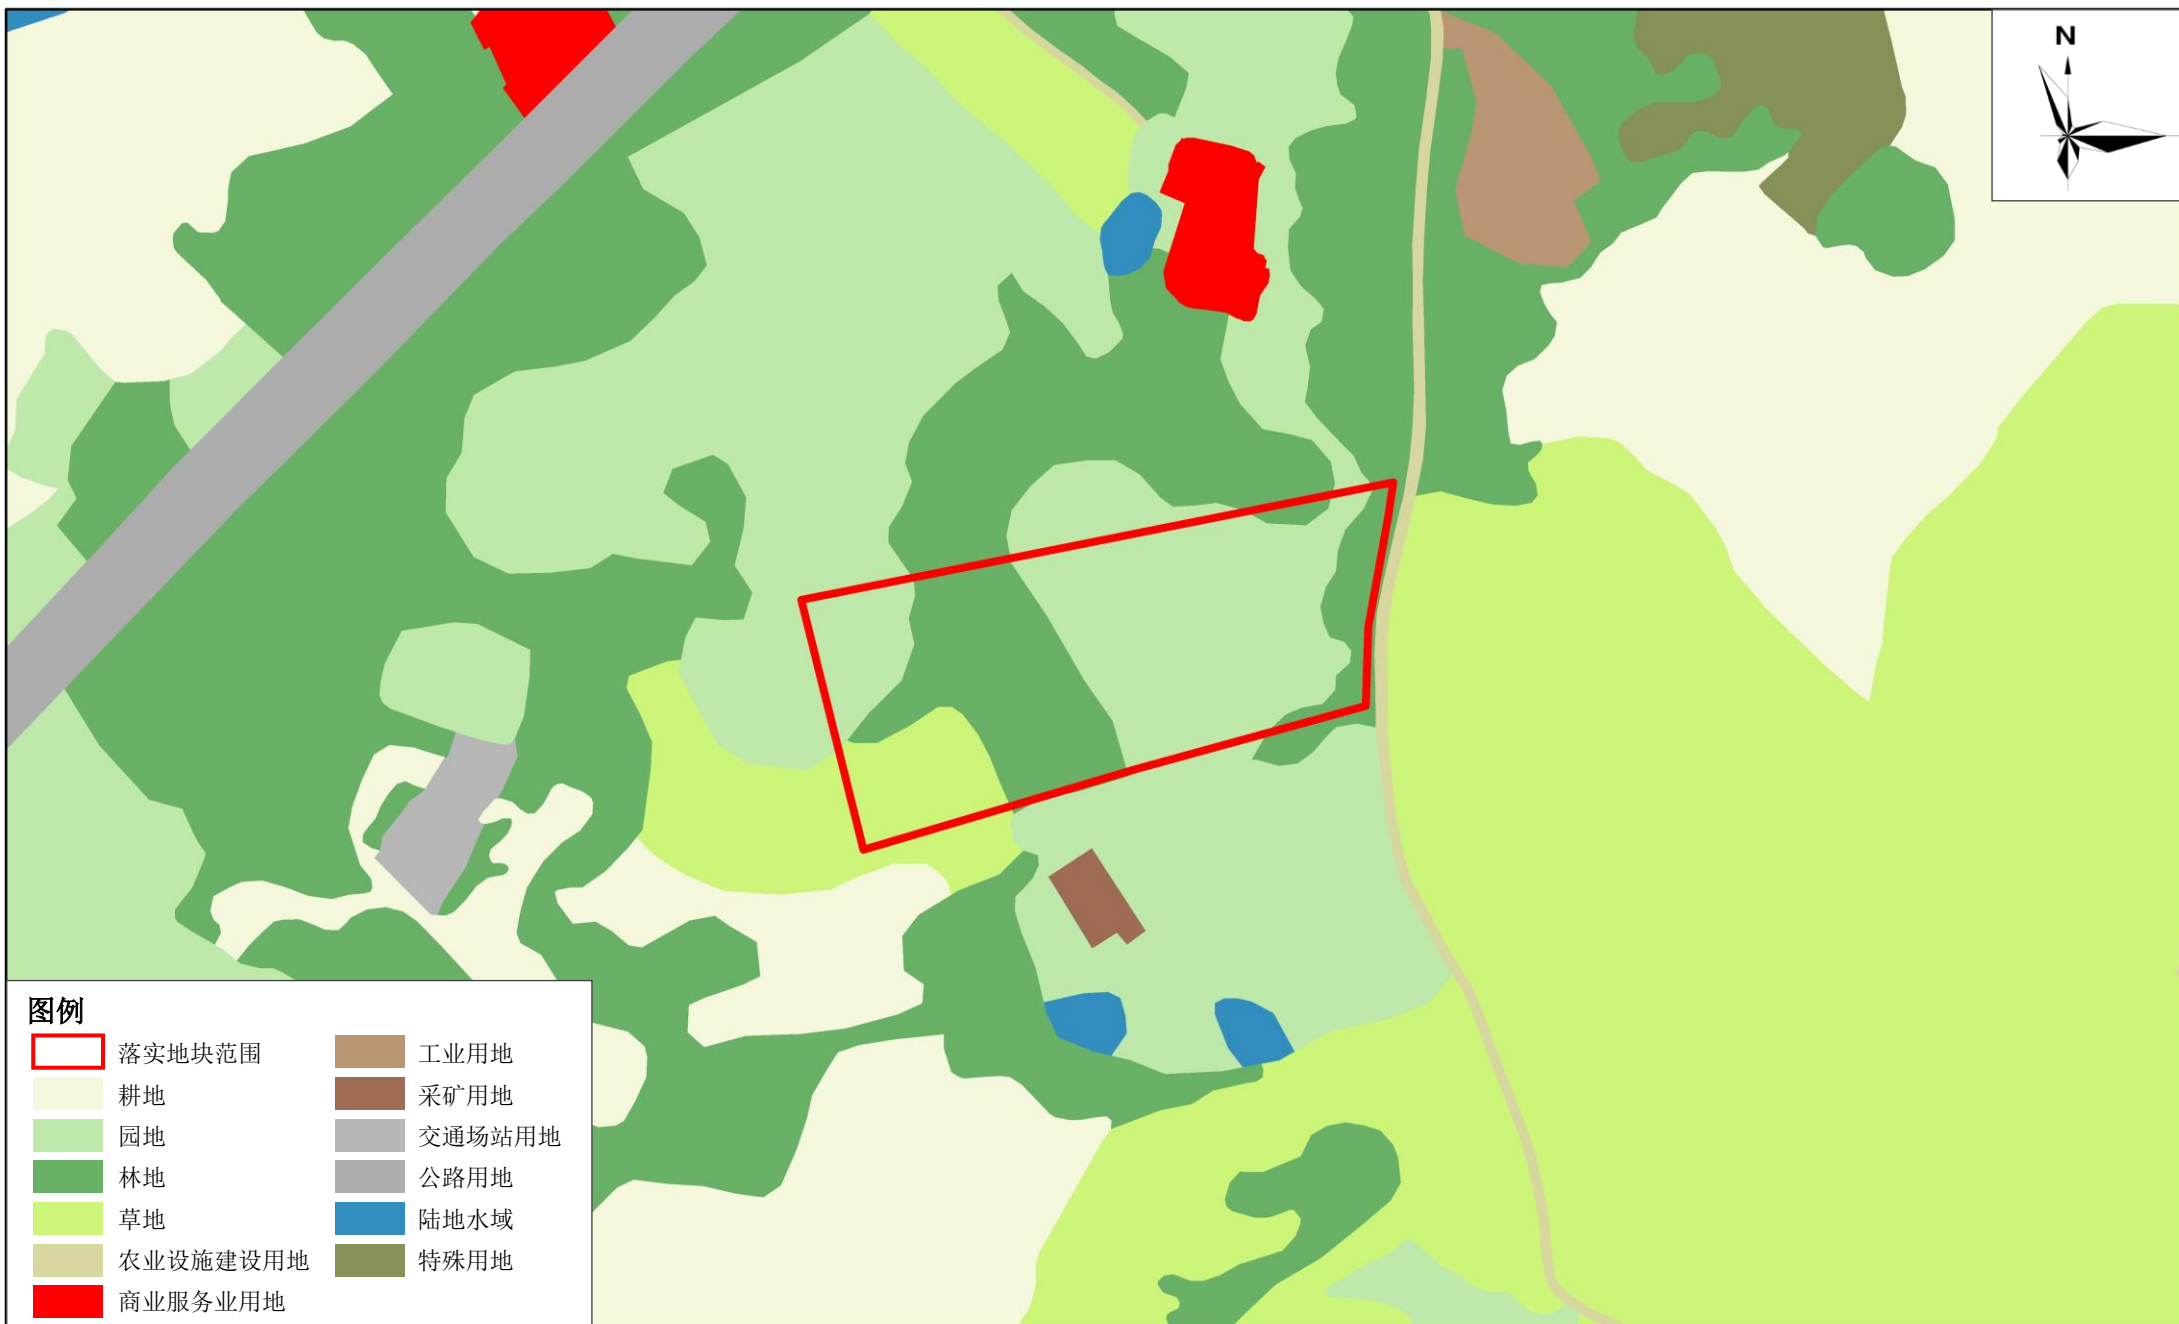 N
图例
落实地块范围
耕地
园地
林地
草地
农业设施建设用地
商业服务业用地
工业用地
采矿用地
交通场站用地
公路用地
陆地水域
特殊用地